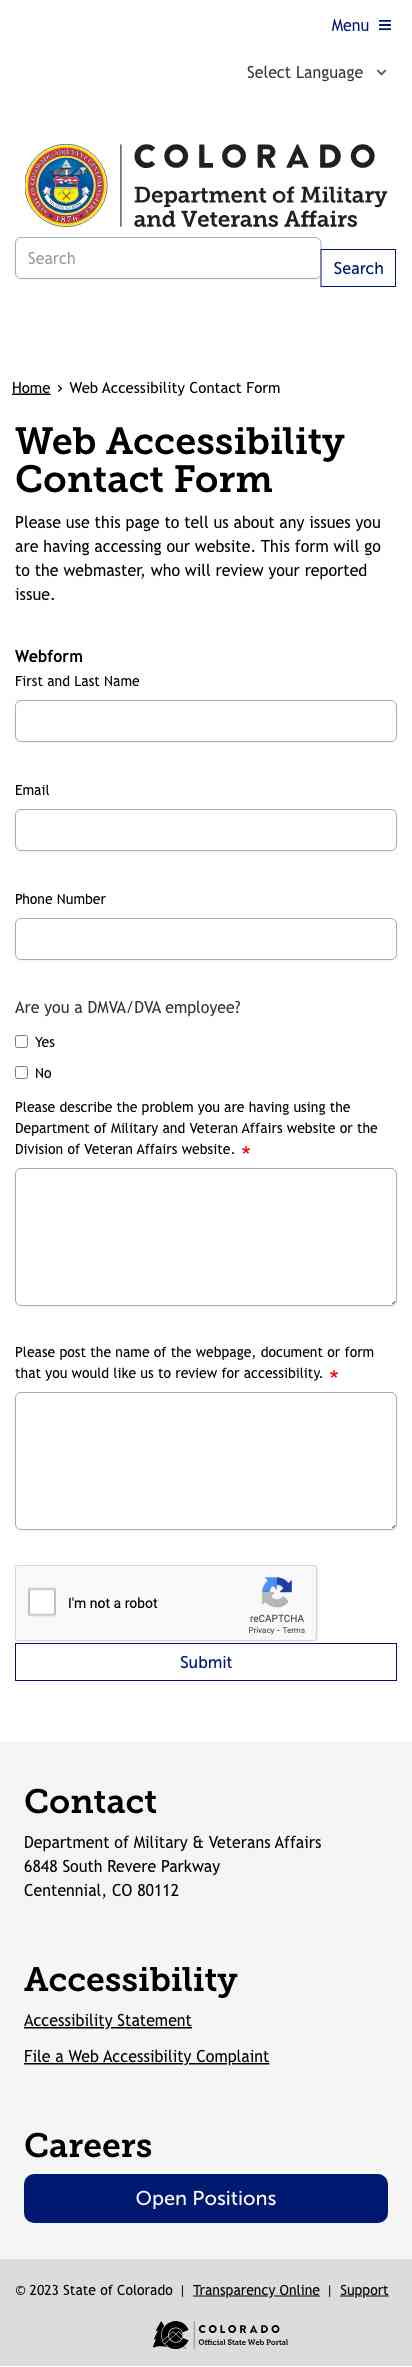 Menu
Select Language
COLORADO
Department of Military
and Veterans Affairs
1876
Search
Search
Home › Web Accessibility Contact Form
Web Accessibility
Contact Form
Please use this page to tell us about any issues you
are having accessing our website. This form will go
to the webmaster, who will review your reported
issue.
Webform
First and Last Name
Email
Phone Number
Are you a DMVA/DVA employee?
Yes
No
Please describe the problem you are having using the
Department of Military and Veteran Affairs website or the
Division of Veteran Affairs website. *
Please post the name of the webpage, document or form
that you would like us to review for accessibility. *
I'm not a robot
reCAPTCHA
Privacy - Terms
Submit
Contact
Department of Military & Veterans Affairs
6848 South Revere Parkway
Centennial, CO 80112
Accessibility
Accessibility Statement
File a Web Accessibility Complaint
Careers
Open Positions
© 2023 State of Colorado | Transparency Online | Support
COLORADO
Official State Web Portal